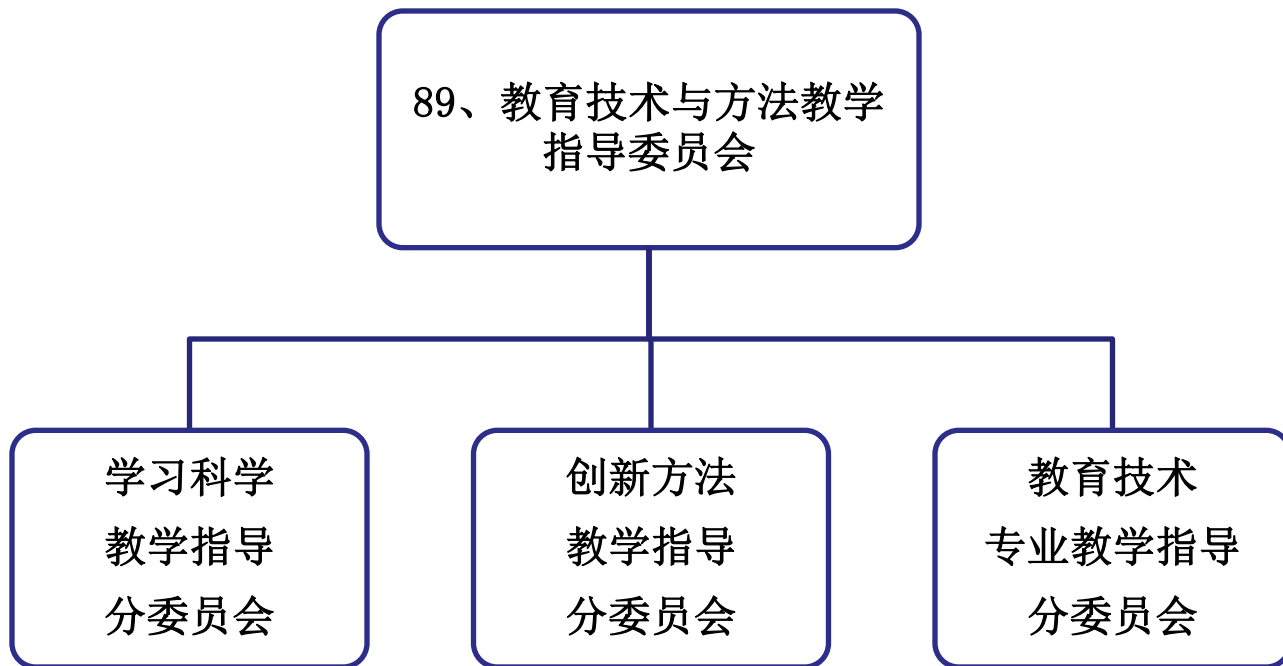 89、教育技术与方法教学
指导委员会
学习科学
教学指导
分委员会
创新方法
教学指导
分委员会
教育技术
专业教学指导
分委员会